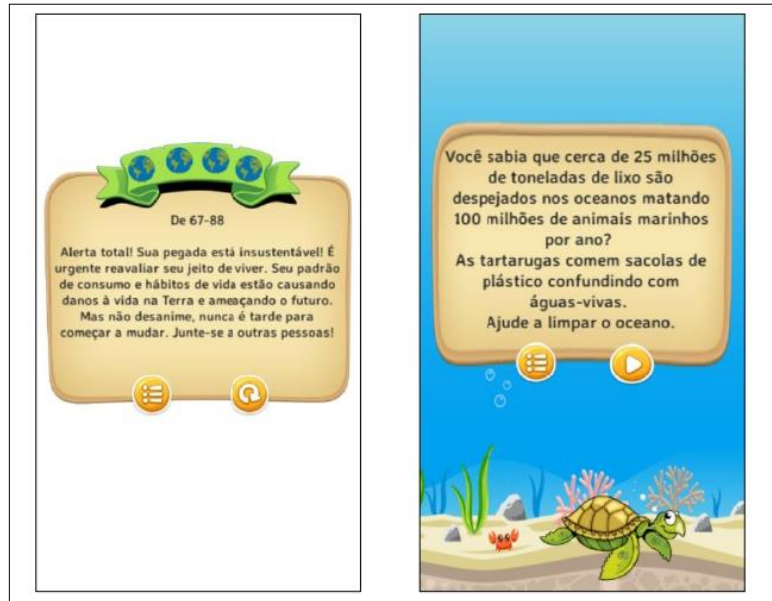 De 67-88
Alerta total! Sua pegada está insustentável! É
urgente reavaliar seu jeito de viver. Seu padrão
de consumo e hábitos de vida estão causando
danos à vida na Terra e ameaçando o futuro.
Mas não desanime, nunca é tarde para
começar a mudar. Junte-se a outras pessoas!
Você sabia que cerca de 25 milhões
de toneladas de lixo são
despejados nos oceanos matando
100 milhões de animais marinhos
por ano?
As tartarugas comem sacolas de
plástico confundindo com
águas-vivas.
Ajude a limpar o oceano.